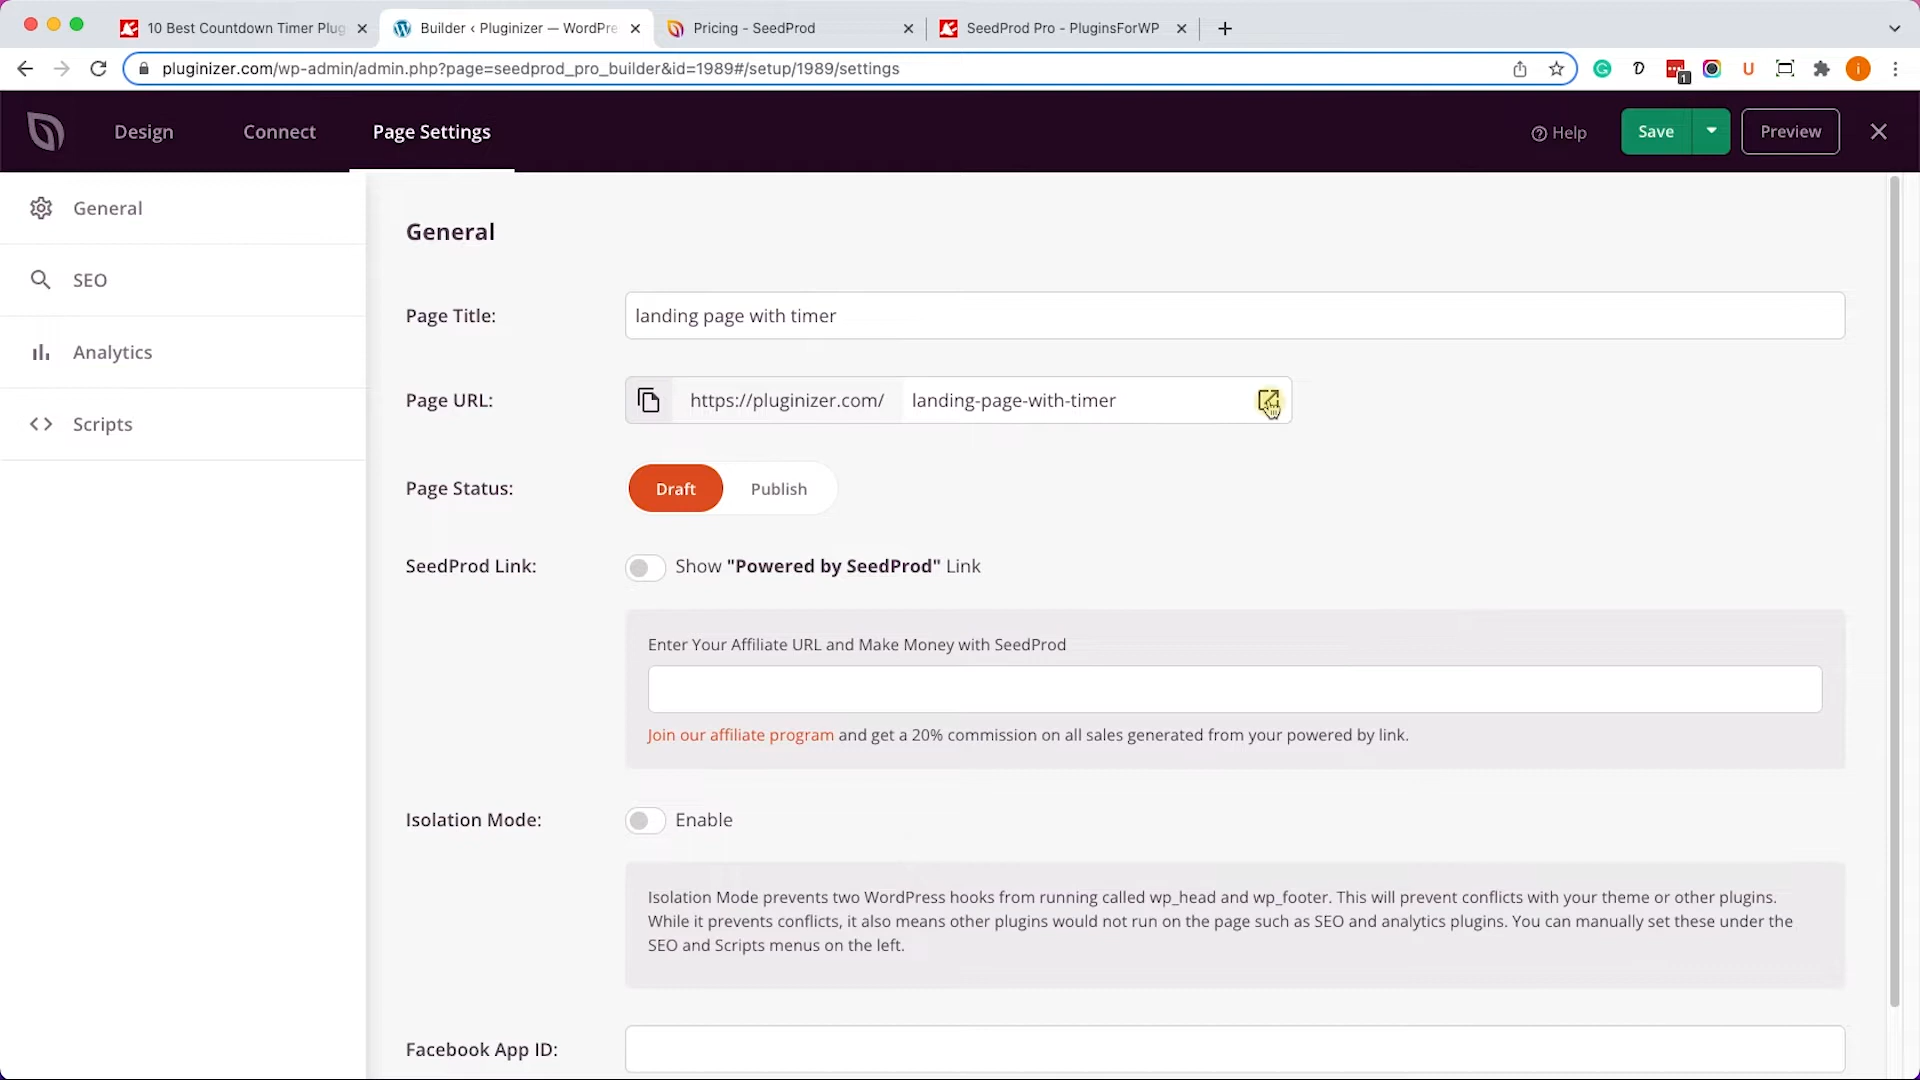 10 Best Countdown Timer Plug
Builder ‹ Pluginizer — WordPre
Pricing - SeedProd
SeedProd Pro - PluginsForWP
pluginizer.com/wp-admin/admin.php?page=seedprod_pro_builder&id=1989#/setup/1989/settings
Design
Connect
Page Settings
Help
Save
Preview
General
SEO
Analytics
Scripts
General
Page Title:
landing page with timer
Page URL:
https://pluginizer.com/
landing-page-with-timer
Page Status:
Draft
Publish
SeedProd Link:
Show "Powered by SeedProd" Link
Enter Your Affiliate URL and Make Money with SeedProd
Join our affiliate program and get a 20% commission on all sales generated from your powered by link.
Isolation Mode:
Enable
Isolation Mode prevents two WordPress hooks from running called wp_head and wp_footer. This will prevent conflicts with your theme or other plugins.
While it prevents conflicts, it also means other plugins would not run on the page such as SEO and analytics plugins. You can manually set these under the
SEO and Scripts menus on the left.
Facebook App ID: